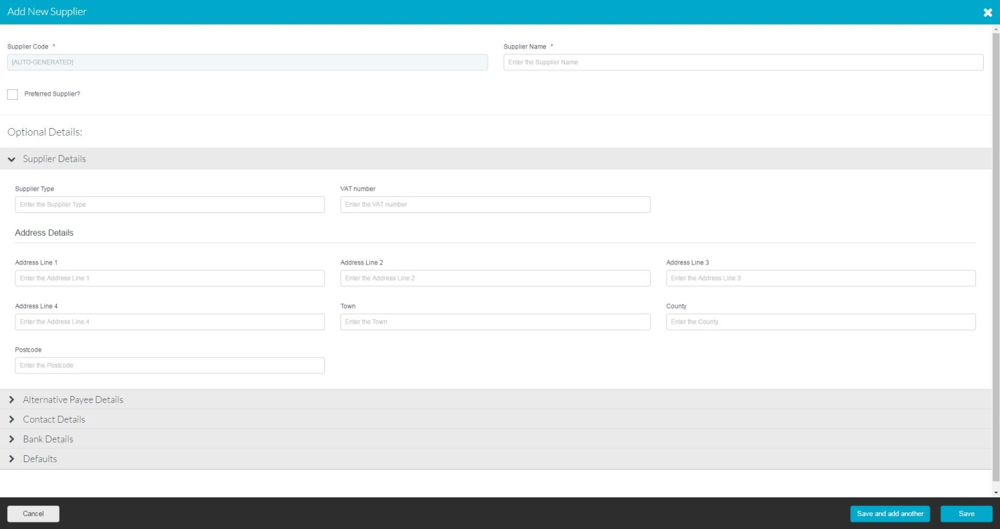 Add New Supplier
Supplier Code * Supplier Name *
[AUTO-GENERATED] Enter the Supplier Name
Preferred Supplier?
Optional Details:
Supplier Details
Supplier Type VAT number
Enter the Supplier Type Enter the VAT number
Address Details
Address Line 1 Address Line 2 Address Line 3
Enter the Address Line 1 Enter the Address Line 2 Enter the Address Line 3
Address Line 4 Town County
Enter the Address Line 4 Enter the Town Enter the County
Postcode
Enter the Postcode
Alternative Payee Details
Contact Details
Bank Details
Defaults
Cancel Save and add another Save